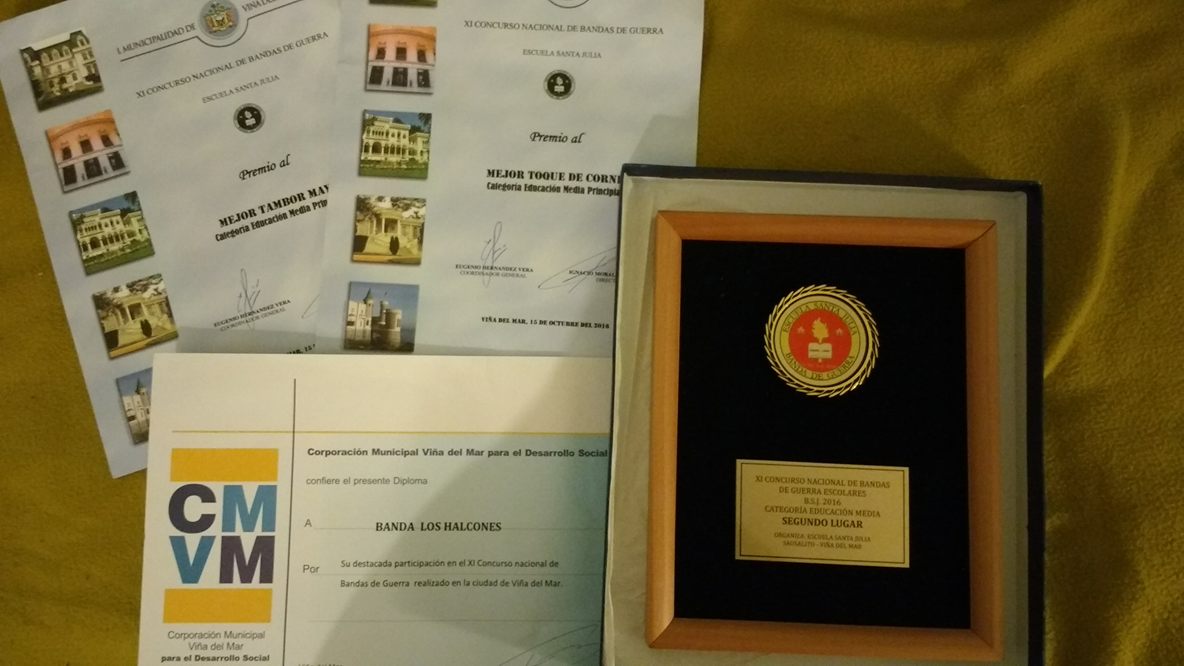 I. MUNICIPALIDAD DE
VIÑA DEL
XI CONCURSO NACIONAL DE BANDAS DE GUERRA
ESCUELA SANTA JULIA
Premio al
MEJOR TAMBOR MAY
Categoría Educación Media Princip
EUGENIO HERNANDEZ VERA
COORDINADOR GENERAL
XI CONCURSO NACIONAL DE BANDAS DE GUERRA
ESCUELA SANTA JULIA
Premio al
MEJOR TOQUE DE CORNE
Categoría Educación Media Principia
EUGENIO HERNANDEZ VERA
COORDINADOR GENERAL
IGNACIO MORAL
DIRECT
VIÑA DEL MAR, 15 DE OCTUBRE DEL 2016
CM
VM
Corporación Municipal
Viña del Mar
para el Desarrollo Social
Corporación Municipal Viña del Mar para el Desarrollo Social
confiere el presente Diploma
A BANDA LOS HALCONES
Por Su destacada participación en el XI Concurso nacional de
Bandas de Guerra realizado en la ciudad de Viña del Mar.
ESCUELA SANTA JULIA
BANDA DE GUERRA
XI CONCURSO NACIONAL DE BANDAS
DE GUERRA ESCOLARES
B.S.J. 2016
CATEGORÍA EDUCACIÓN MEDIA
SEGUNDO LUGAR
ORGANIZA: ESCUELA SANTA JULIA
SAUSALITO - VIÑA DEL MAR